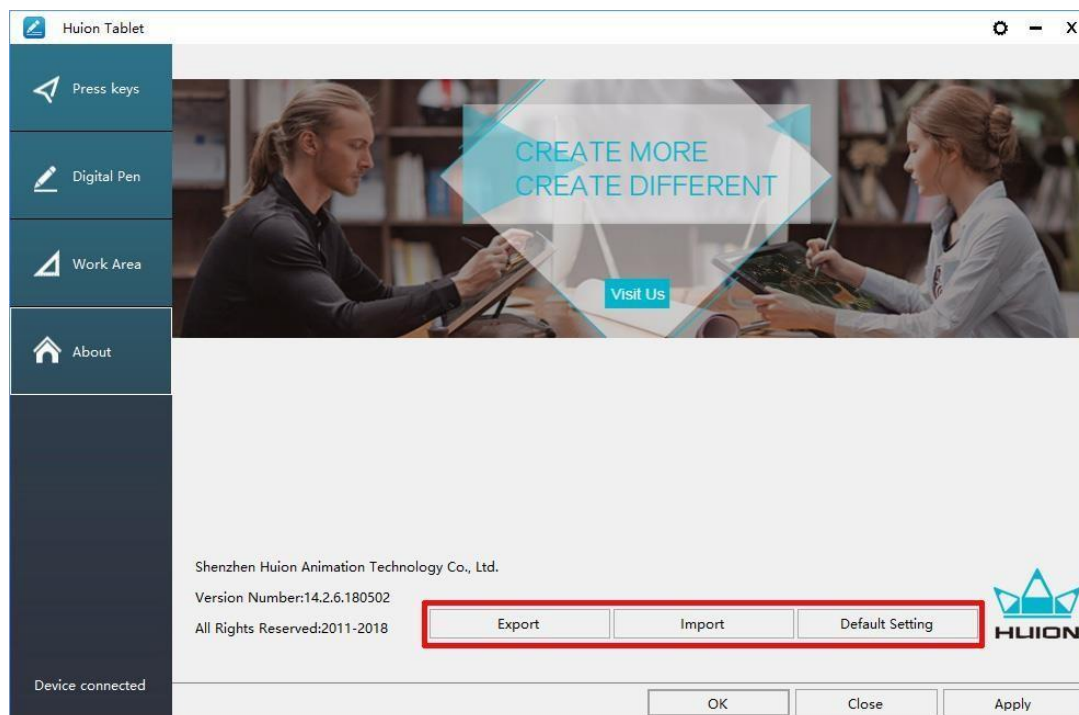 Huion Tablet
X
Press keys
Digital Pen
Work Area
About
CREATE MORE
CREATE DIFFERENT
Visit Us
Shenzhen Huion Animation Technology Co., Ltd.
Version Number:14.2.6.180502
All Rights Reserved:2011-2018
Export Import Default Setting
HUION
Device connected
OK Close Apply